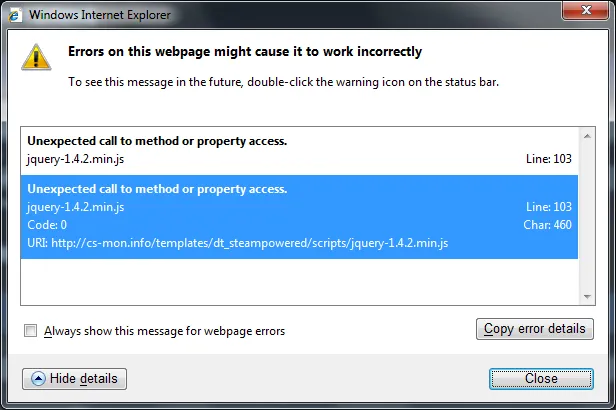 Windows Internet Explorer
Errors on this webpage might cause it to work incorrectly
To see this message in the future, double-click the warning icon on the status bar.
Unexpected call to method or property access.
jquery-1.4.2.min.js Line: 103
Unexpected call to method or property access.
jquery-1.4.2.min.js Line: 103
Code: 0 Char: 460
URI: http://cs-mon.info/templates/dt_steampowered/scripts/jquery-1.4.2.min.js
Always show this message for webpage errors Copy error details
Hide details Close